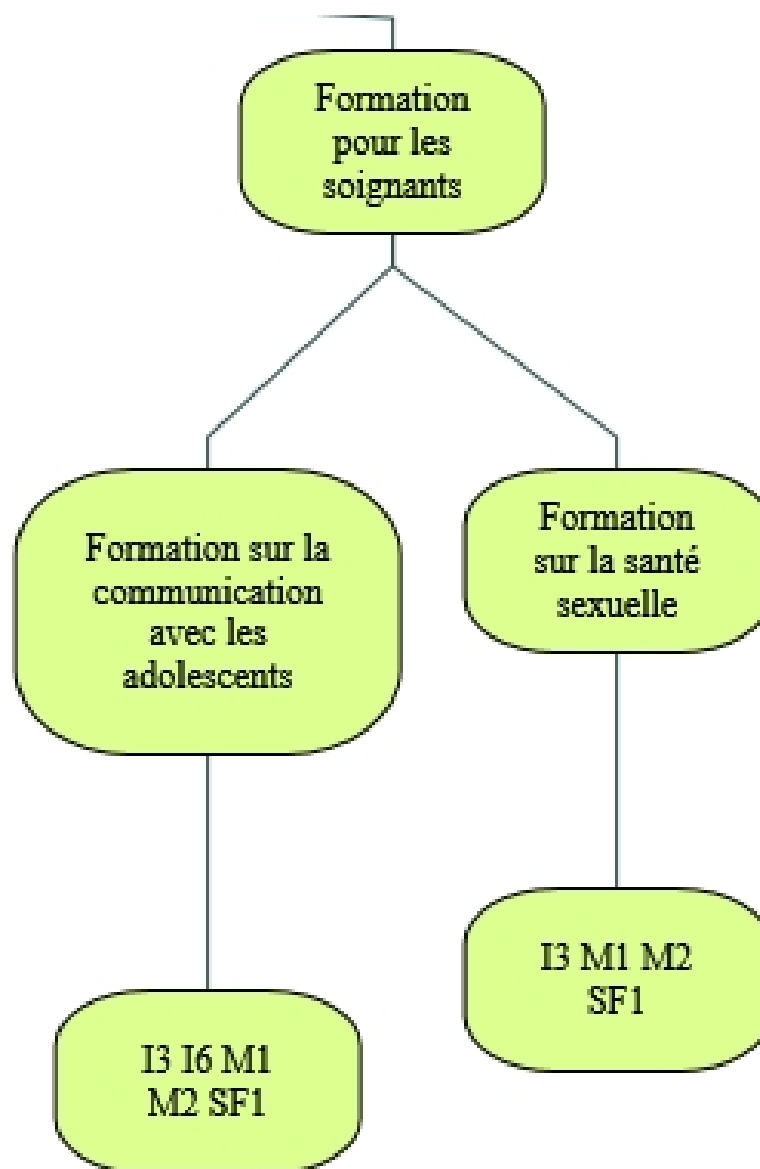 Formation
pour les
soignants
Formation sur la
communication
avec les
adolescents
Formation
sur la santé
sexuelle
I3 M1 M2
SF1
I3 I6 M1
M2 SF1